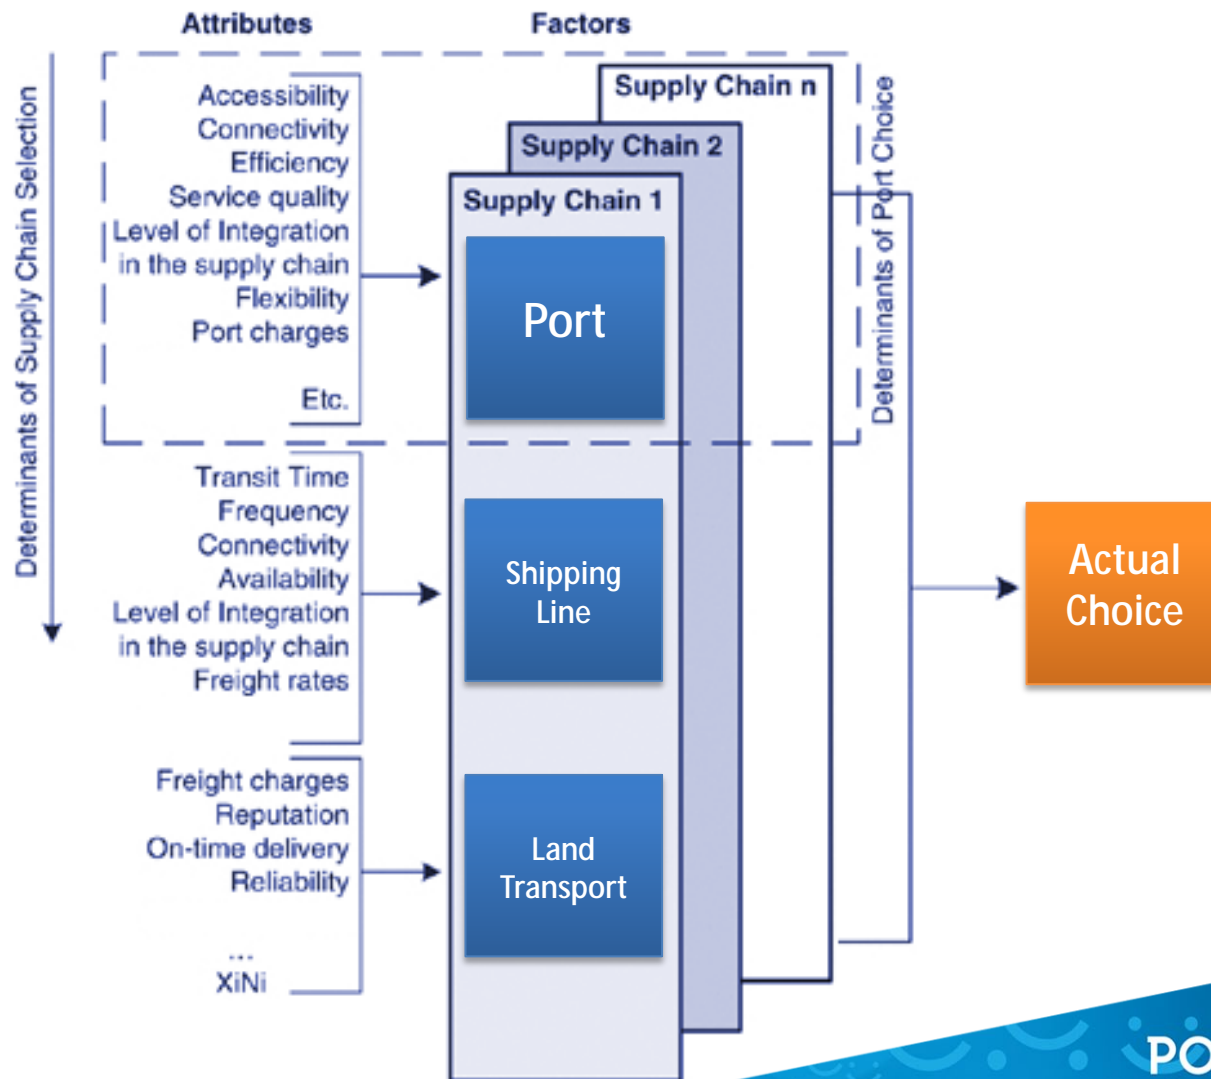 Attributes
Factors
Determinants of Supply Chain Selection
Accessibility
Connectivity
Efficiency
Service quality
Level of Integration
in the supply chain
Flexibility
Port charges
Etc.
Supply Chain n
Supply Chain 2
Supply Chain 1
Port
Determinants of Port Choice
Transit Time
Frequency
Connectivity
Availability
Level of Integration
in the supply chain
Freight rates
Shipping
Line
Actual
Choice
Freight charges
Reputation
On-time delivery
Reliability
...
XiNi
Land
Transport
PO